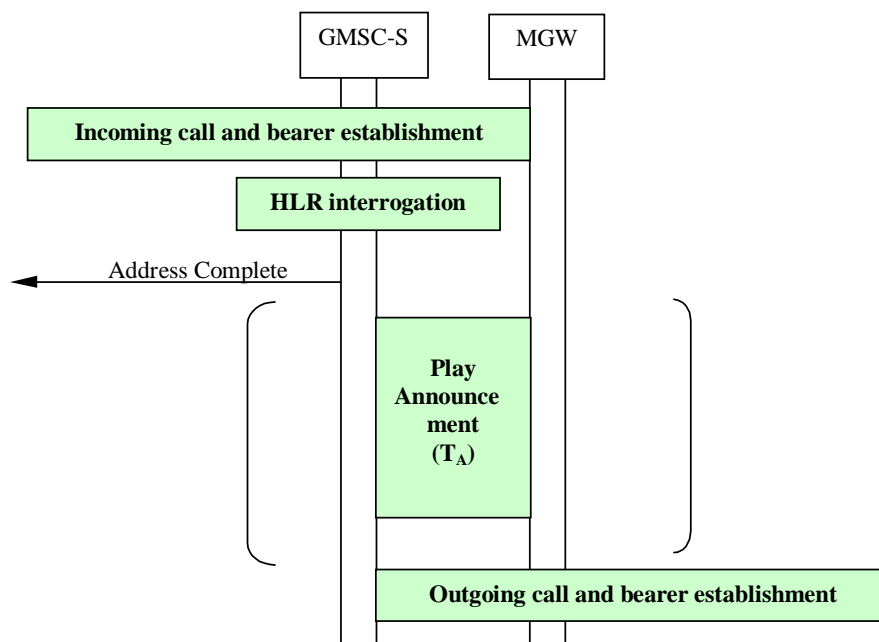 GMSC-S
MGW
Incoming call and bearer establishment
HLR interrogation
Address Complete
Play
Announce
ment
(T_A)
Outgoing call and bearer establishment